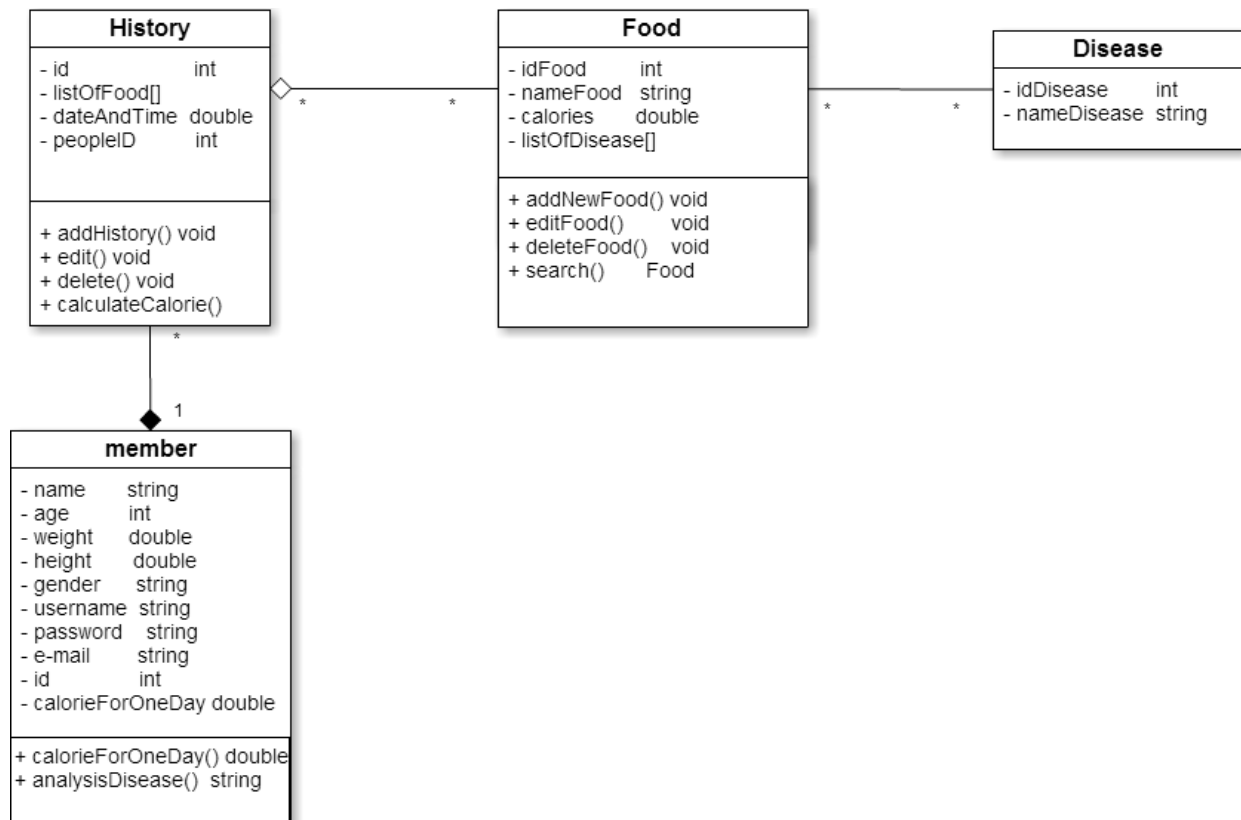 History
- id int
- listOfFood[]
- dateAndTime double
- peopleID int
+ addHistory() void
+ edit() void
+ delete() void
+ calculateCalorie()
* *
Food
- idFood int
- nameFood string
- calories double
- listOfDisease[]
+ addNewFood() void
+ editFood() void
+ deleteFood() void
+ search() Food
* *
Disease
- idDisease int
- nameDisease string
*
1
member
- name string
- age int
- weight double
- height double
- gender string
- username string
- password string
- e-mail string
- id int
- calorieForOneDay double
+ calorieForOneDay() double
+ analysisDisease() string